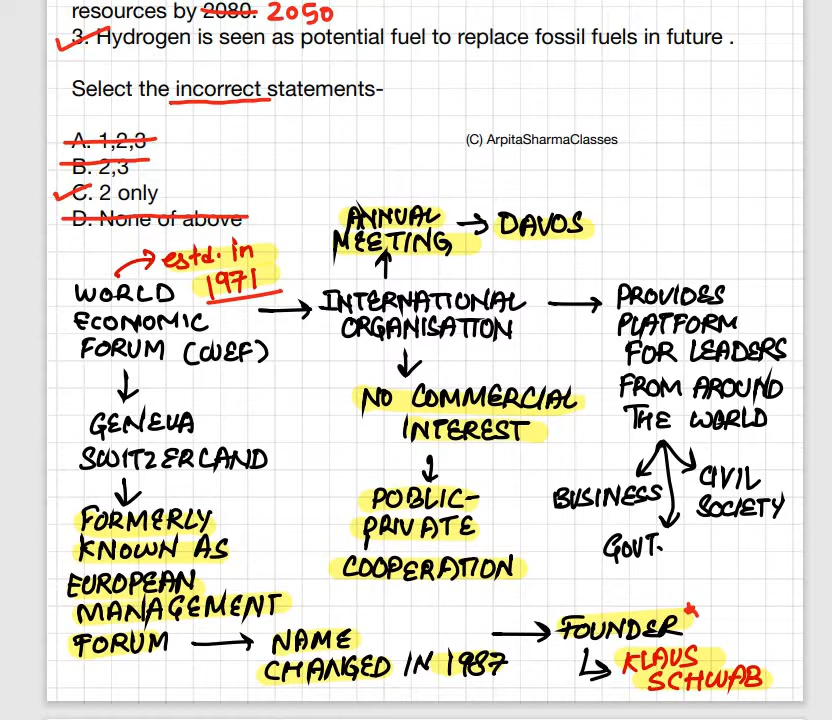 resources by 2080. 2050
3. Hydrogen is seen as potential fuel to replace fossil fuels in future .
Select the incorrect statements-
A. 1,2,3
(C) ArpitaSharmaClasses
B. 2,3
C. 2 only
D. None of above
ANNUAL
MEETING → DAVOS
estd. in
1971
WORLD
ECONOMIC
FORUM (WEF)
INTERNATIONAL
ORGANISATION
PROVIDES
PLATFORM
FOR LEADERS
FROM AROUND
THE WORLD
BUSINESS
GOVT.
CIVIL
SOCIETY
NO COMMERCIAL
INTEREST
PUBLIC-
PRIVATE
COOPERATION
GENEVA
SWITZERLAND
FORMERLY
KNOWN AS
EUROPEAN
MANAGEMENT
FORUM → NAME
CHANGED IN 1987
FOUNDER*
KLAUS
SCHWAB